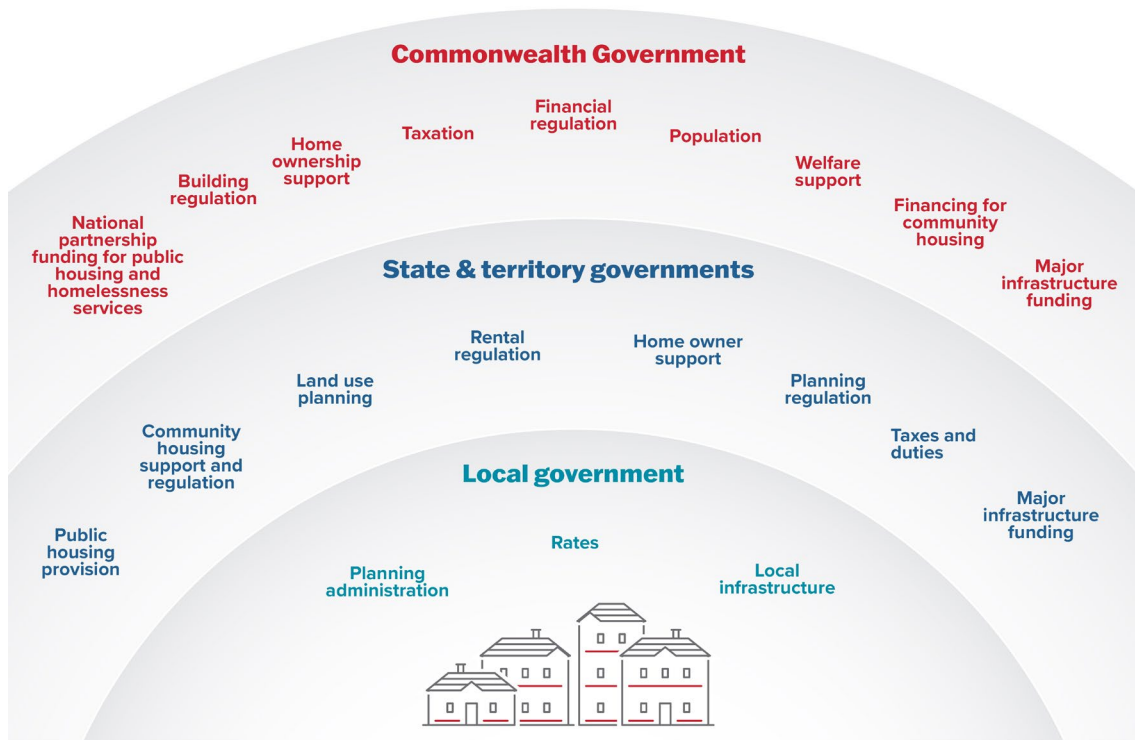 Commonwealth Government
National
partnership
funding for public
housing and
homelessness
services
Building
regulation
Home
ownership
support
Taxation
Financial
regulation
Population
Welfare
support
Financing for
community
housing
Major
infrastructure
funding
State & territory governments
Public
housing
provision
Community
housing
support and
regulation
Land use
planning
Rental
regulation
Home owner
support
Planning
regulation
Taxes and
duties
Major
infrastructure
funding
Local government
Planning
administration
Rates
Local
infrastructure